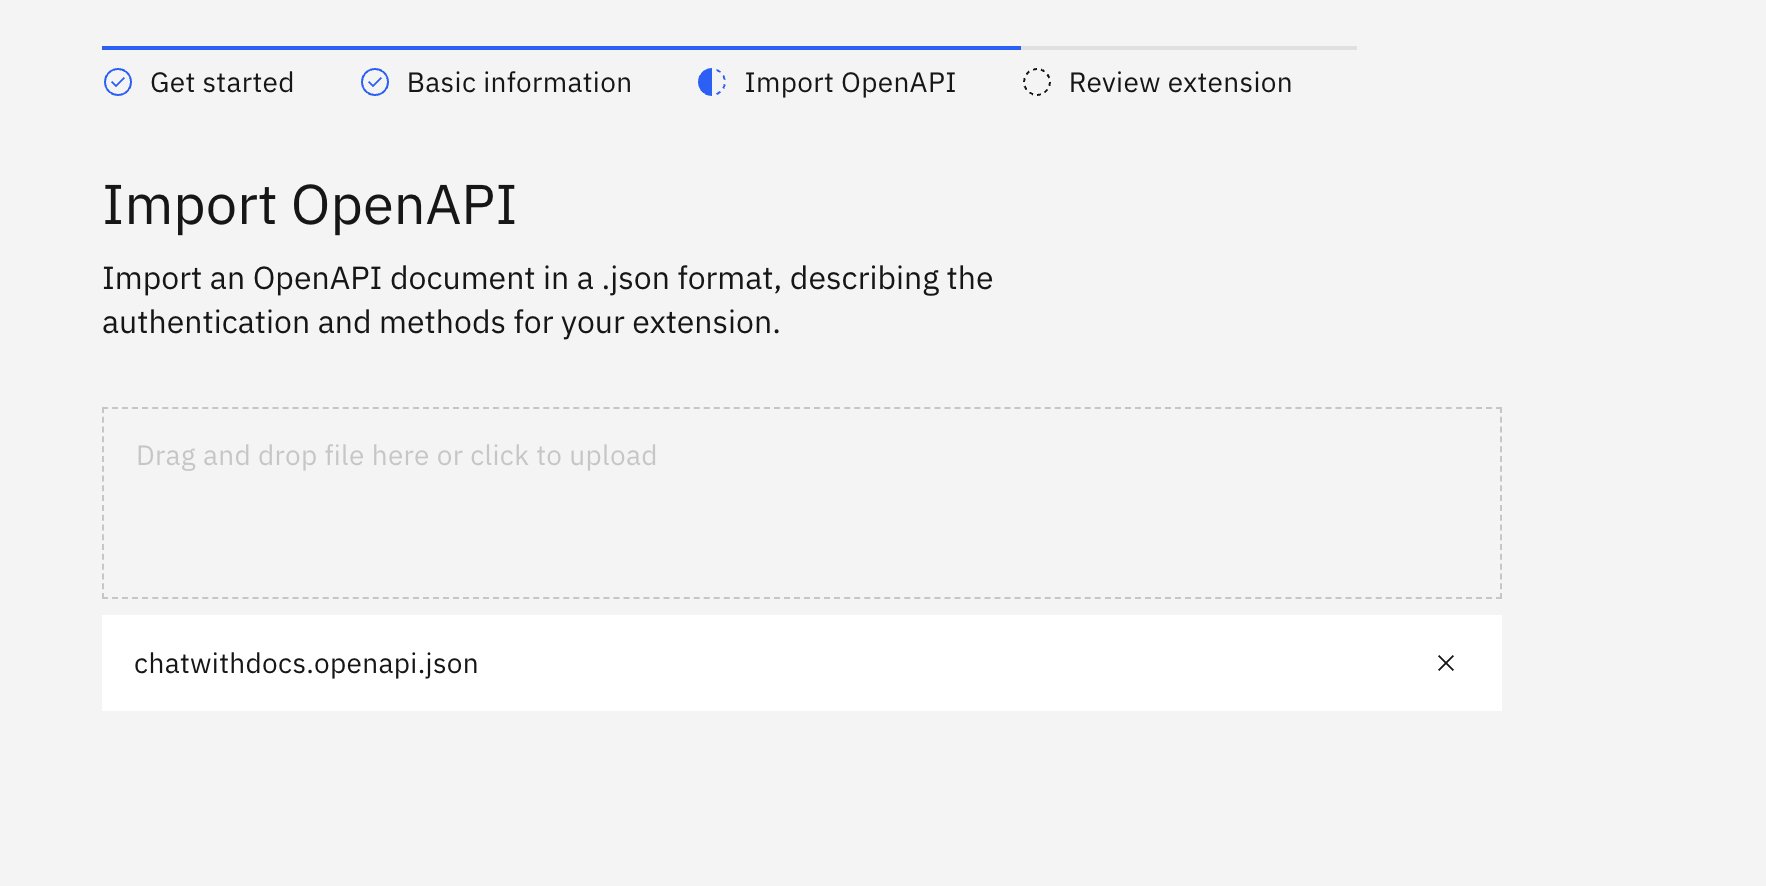 Get started
Basic information
Import OpenAPI
Review extension
Import OpenAPI
Import an OpenAPI document in a .json format, describing the
authentication and methods for your extension.
Drag and drop file here or click to upload
chatwithdocs.openapi.json